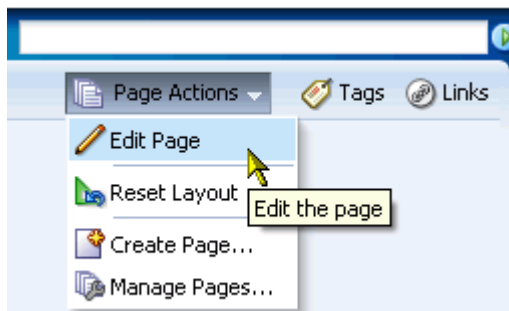 Page Actions Tags Links
Edit Page
Reset Layout
Edit the page
Create Page...
Manage Pages...